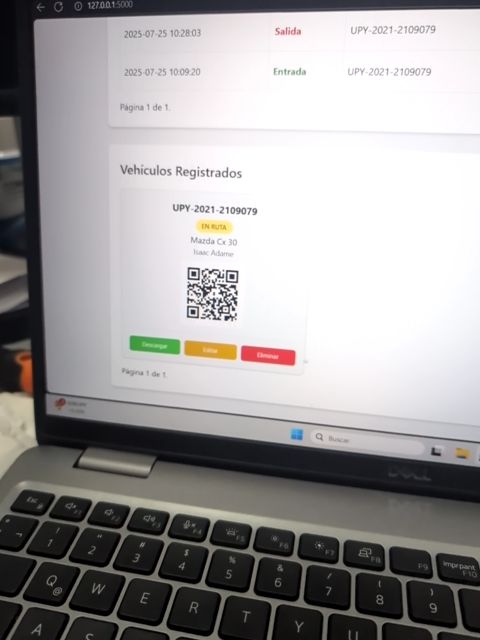 127.0.0.1:5000
2025-07-25 10:28:03 Salida UPY-2021-2109079
2025-07-25 10:09:20 Entrada UPY-2021-2109079
Página 1 de 1.
Vehículos Registrados
UPY-2021-2109079
EN RUTA
Mazda Cx 30
Isaac Adame
Descargar Editar Eliminar
Página 1 de 1.
Buscar
DELL
Esc F1 F2 F3 F4 F5 F6 F7 F8 F9 imprpant F10
! 1 " 2 # 3 $ 4 % 5 & 6 / 7 ( 8 ) 9
Q @ W E R T Y U
A S